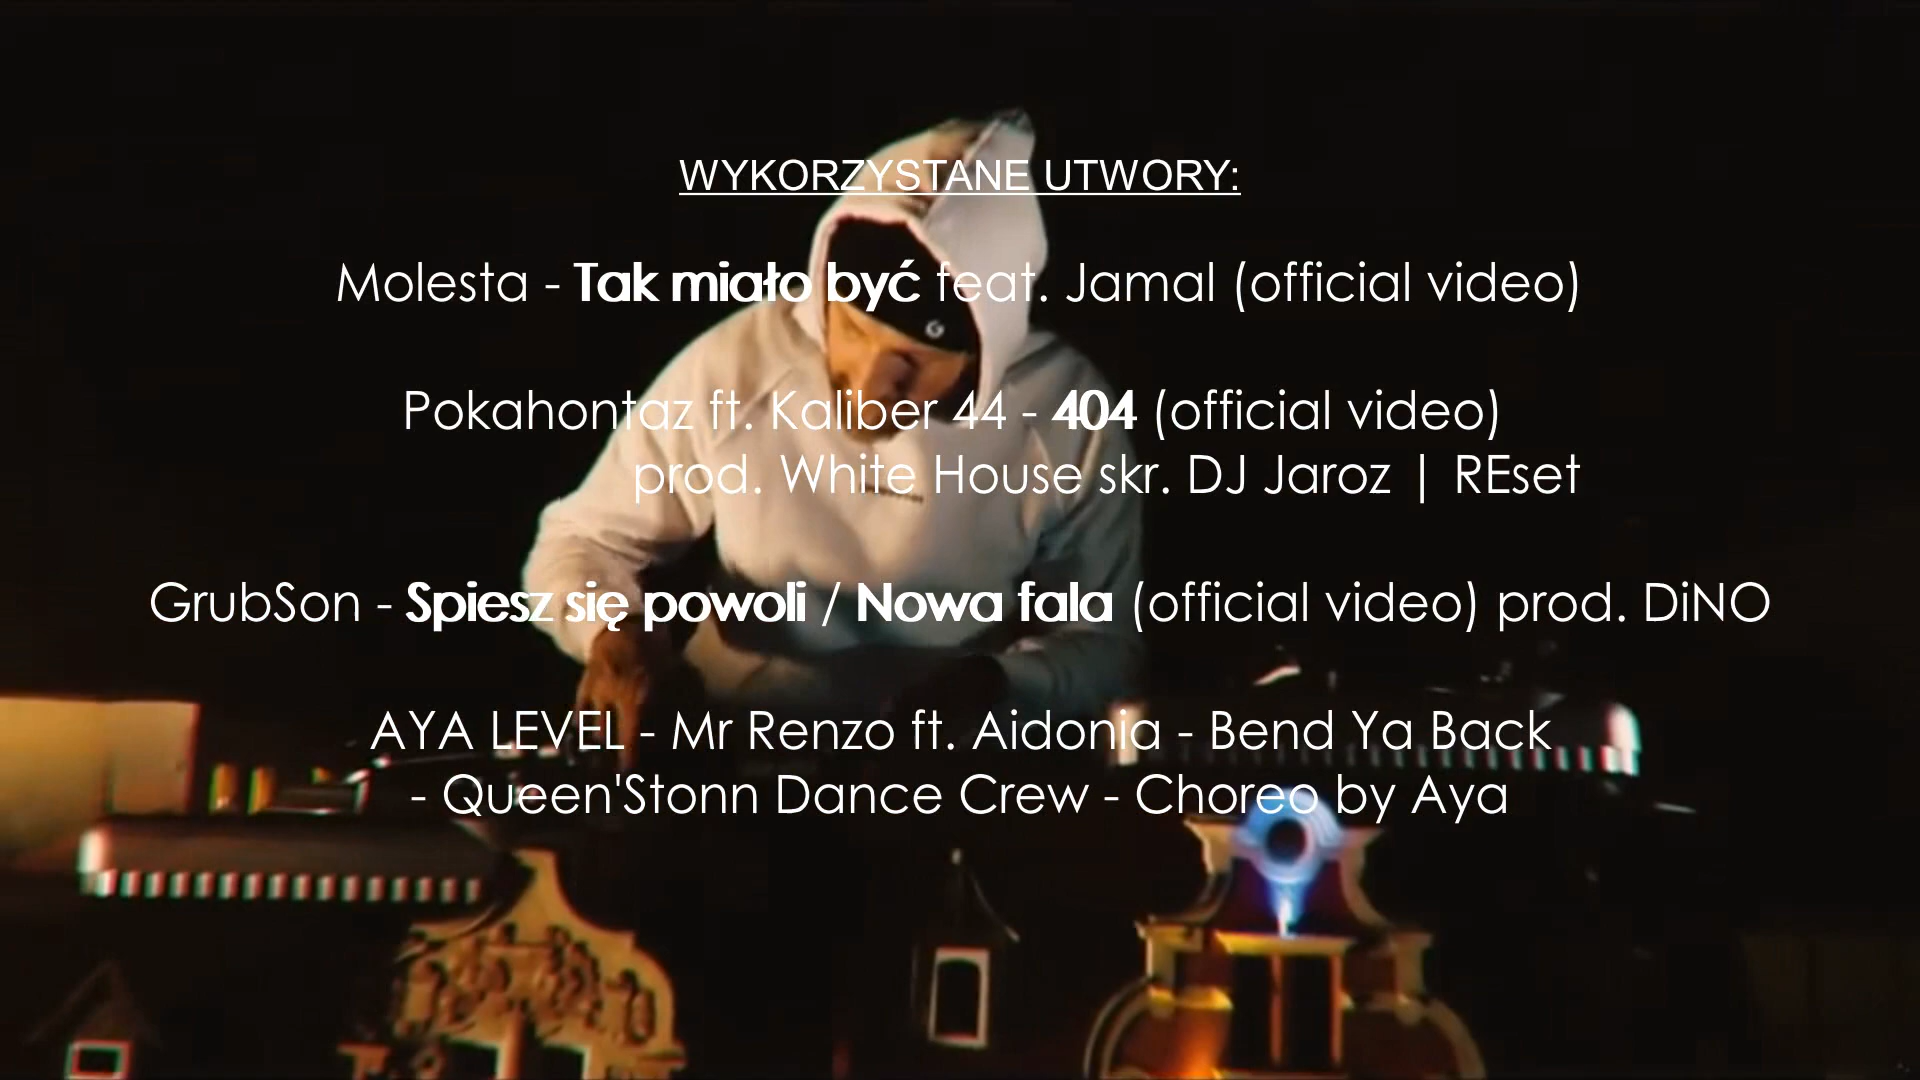 WYKORZYSTANE UTWORY:
Molesta - Tak miało być feat. Jamal (official video)
Pokahontaz ft. Kaliber 44 - 404 (official video)
prod. White House skr. DJ Jaroz | REset
GrubSon - Spiesz się powoli / Nowa fala (official video) prod. DiNO
AYA LEVEL - Mr Renzo ft. Aidonia - Bend Ya Back
- Queen'Stonn Dance Crew - Choreo by Aya